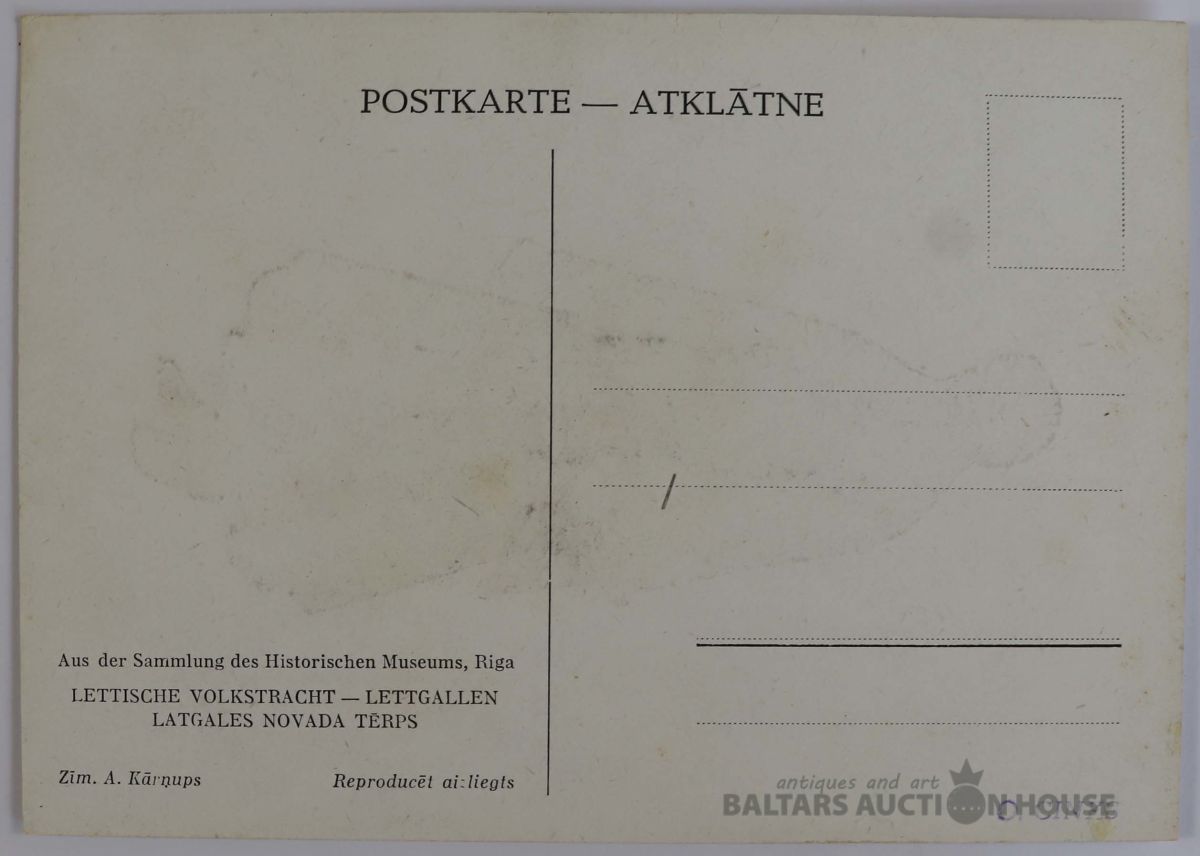 POSTKARTE — ATKLĀTNE
Aus der Sammlung des Historischen Museums, Riga
LETTISCHE VOLKSTRACHT — LETTGALLEN
LATGALES NOVADA TĒRPS
Zīm. A. Kārņups
Reproducēt aizliegts
antiques and art
BALTARS AUCTION HOUSE